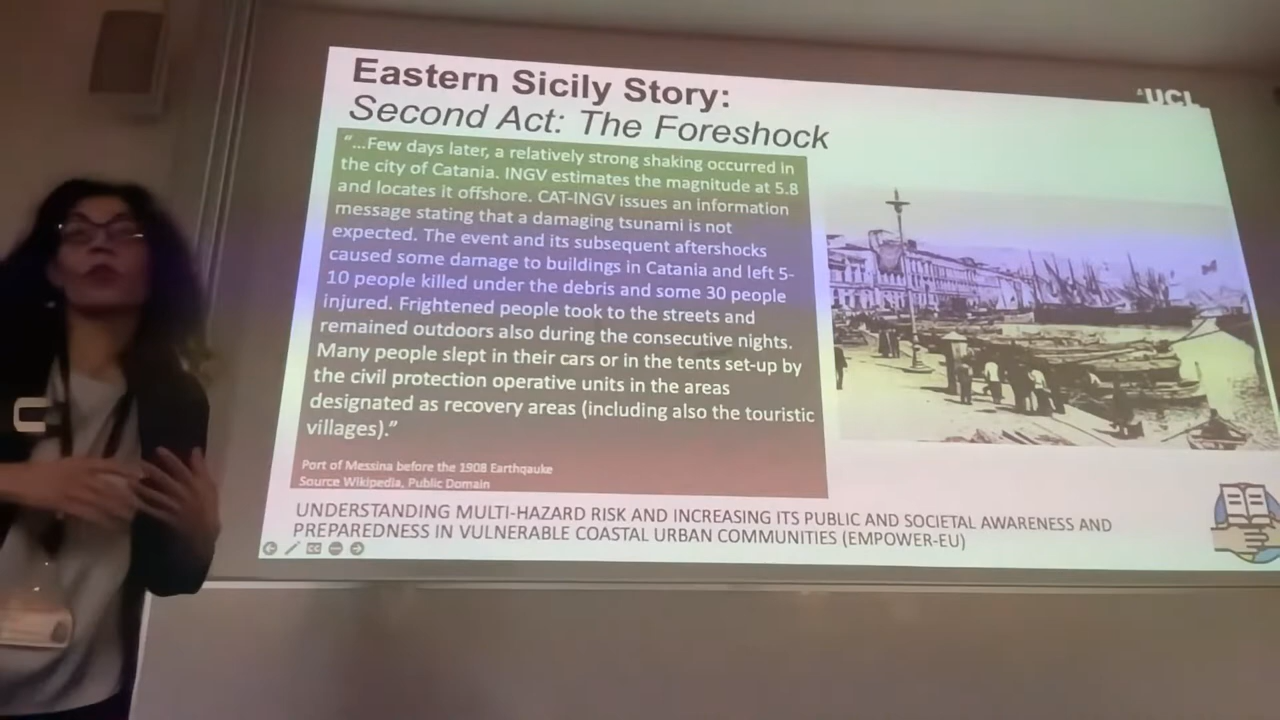 Eastern Sicily Story:
UCL
Second Act: The Foreshock
“...Few days later, a relatively strong shaking occurred in
the city of Catania. INGV estimates the magnitude at 5.8
and locates it offshore. CAT-INGV issues an information
message stating that a damaging tsunami is not
expected. The event and its subsequent aftershocks
caused some damage to buildings in Catania and left 5-
10 people killed under the debris and some 30 people
injured. Frightened people took to the streets and
remained outdoors also during the consecutive nights.
Many people slept in their cars or in the tents set-up by
the civil protection operative units in the areas
designated as recovery areas (including also the touristic
villages).”
Port of Messina before the 1908 Earthqauke
Source Wikipedia, Public Domain
UNDERSTANDING MULTI-HAZARD RISK AND INCREASING ITS PUBLIC AND SOCIETAL AWARENESS AND
PREPAREDNESS IN VULNERABLE COASTAL URBAN COMMUNITIES (EMPOWER-EU)